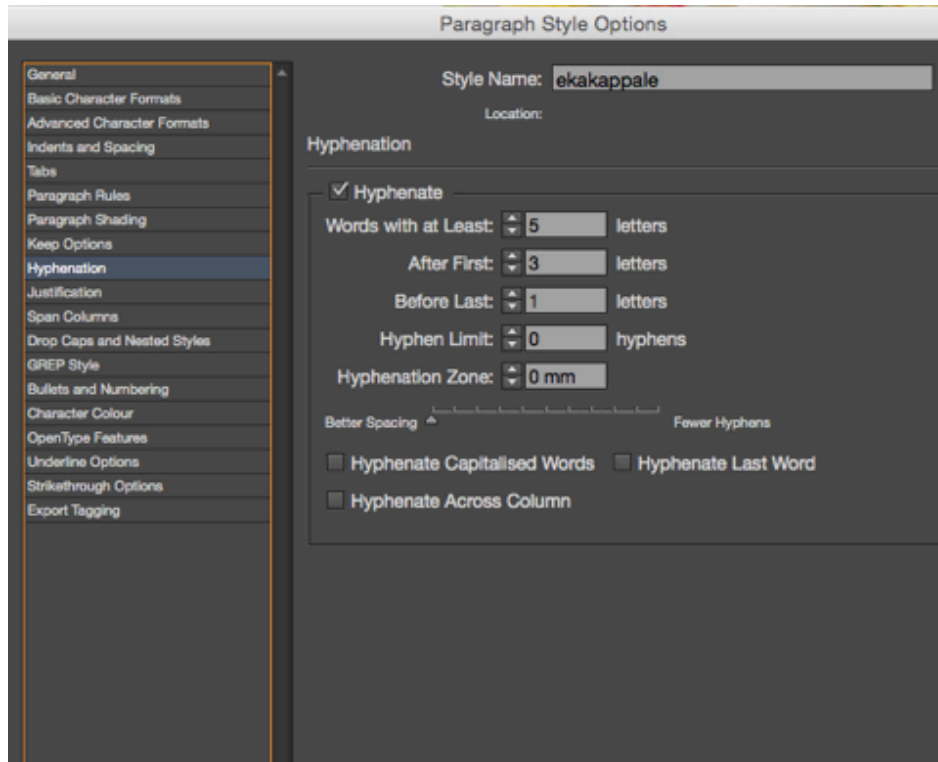 Paragraph Style Options
General
Basic Character Formats
Advanced Character Formats
Indents and Spacing
Tabs
Paragraph Rules
Paragraph Shading
Keep Options
Hyphenation
Justification
Span Columns
Drop Caps and Nested Styles
GREP Style
Bullets and Numbering
Character Colour
OpenType Features
Underline Options
Strikethrough Options
Export Tagging
Style Name: ekakappale
Location:
Hyphenation
Hyphenate
Words with at Least: 5 letters
After First: 3 letters
Before Last: 1 letters
Hyphen Limit: 0 hyphens
Hyphenation Zone: 0 mm
Better Spacing Fewer Hyphens
Hyphenate Capitalised Words Hyphenate Last Word
Hyphenate Across Column